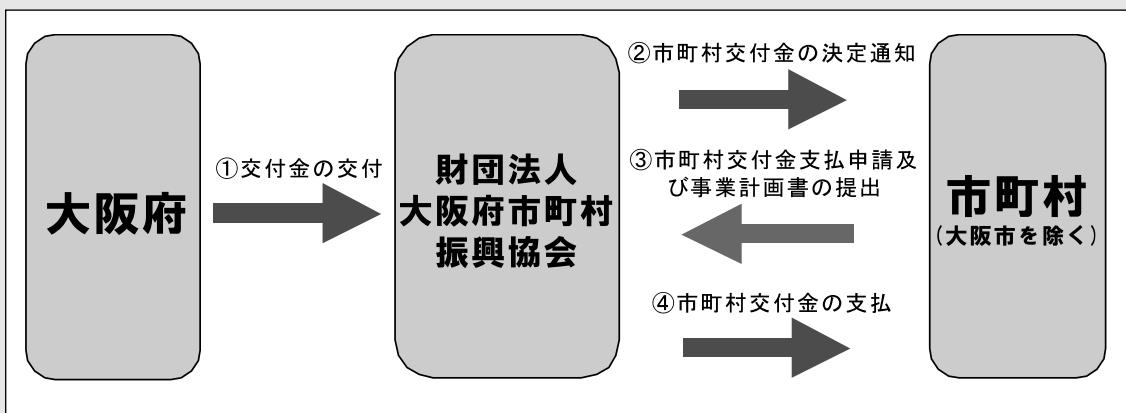 大阪府
①交付金の交付
財団法人
大阪府市町村
振興協会
②市町村交付金の決定通知
③市町村交付金支払申請及
び事業計画書の提出
④市町村交付金の支払
市町村
(大阪市を除く)